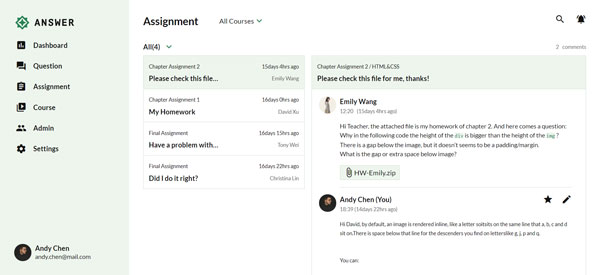 ANSWER
Dashboard
Question
Assignment
Course
Admin
Settings
Andy Chen
andy.chen@mail.com
Assignment
All Courses
All(4)
2 comments
Chapter Assignment 2
15days 4hrs ago
Please check this file...
Emily Wang
Chapter Assignment 1
16days 0hrs ago
My Homework
David Xu
Final Assignment
16days 15hrs ago
Have a problem with...
Tony Wei
Final Assignment
16days 22hrs ago
Did I do it right?
Christina Lin
Chapter Assignment 2 / HTML&CSS
Please check this file for me, thanks!
Emily Wang
12:20 (15days 4hrs ago)
Hi Teacher, the attached file is my homework of chapter 2. And here comes a question:
Why in the following code the height of the div is bigger than the height of the img ?
There is a gap below the image, but it doesn't seems to be a padding/margin.
What is the gap or extra space below image?
HW-Emily.zip
Andy Chen (You)
18:39 (14days 22hrs ago)
Hi David, by default, an image is rendered inline, like a letter soitsits on the same line that a, b, c and d
sit on.There is space below that line for the descenders you find on letterslike g, j, p and q.
You can: